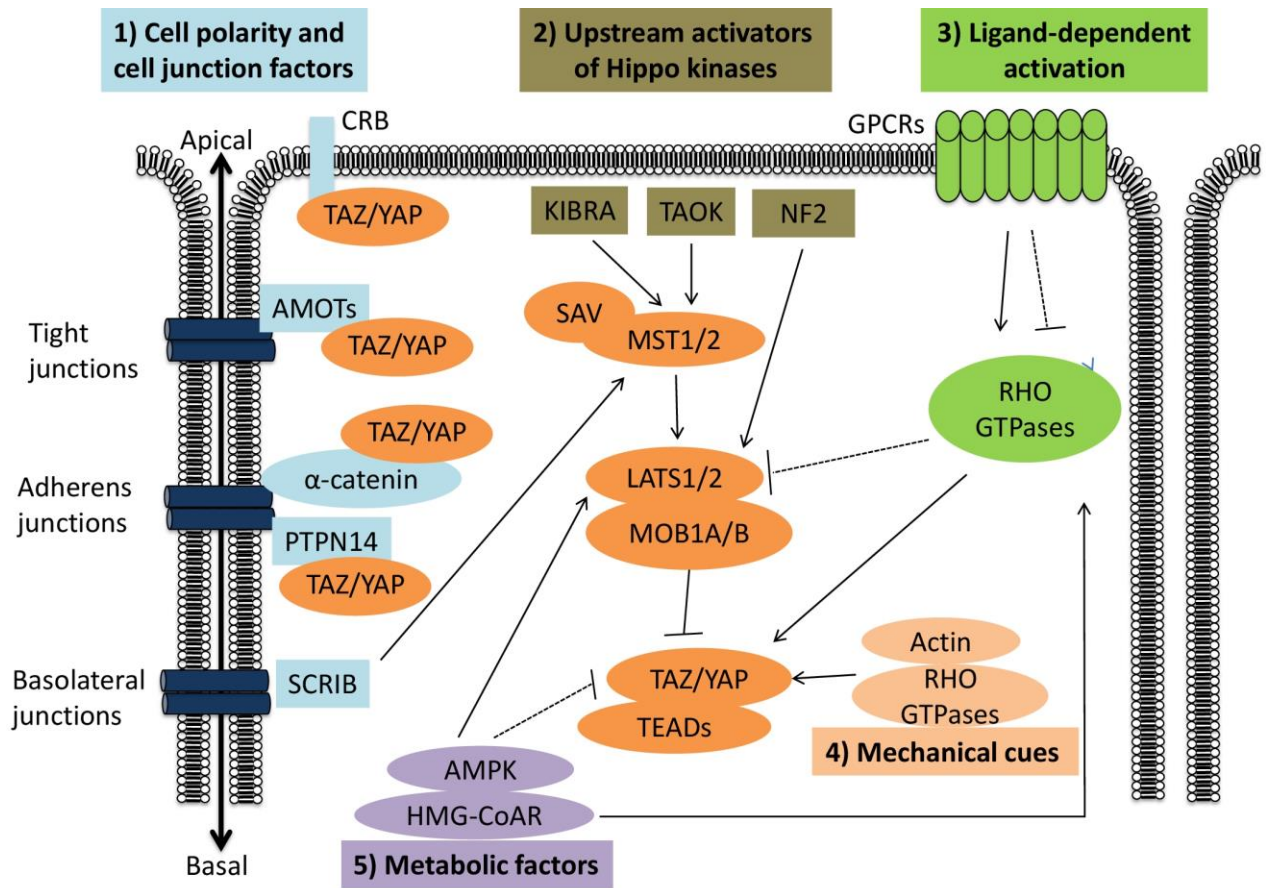 1) Cell polarity and
cell junction factors
2) Upstream activators
of Hippo kinases
3) Ligand-dependent
activation
Apical
CRB
TAZ/YAP
GPCRs
KIBRA
TAOK
NF2
AMOTs
TAZ/YAP
Tight
junctions
SAV
MST1/2
RHO
GTPases
TAZ/YAP
α-catenin
Adherens
junctions
LATS1/2
MOB1A/B
PTPN14
TAZ/YAP
Basolateral
junctions
SCRIB
TAZ/YAP
TEADs
Actin
RHO
GTPases
4) Mechanical cues
AMPK
HMG-CoAR
5) Metabolic factors
Basal